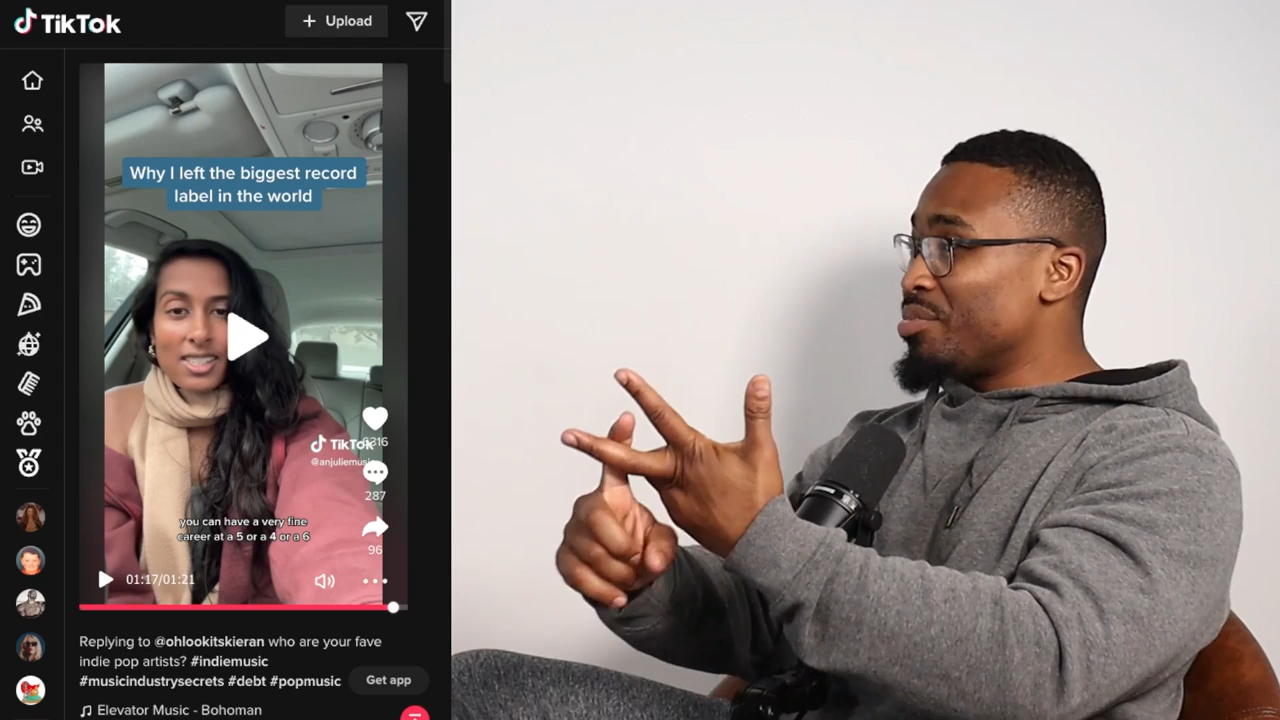 TikTok
Upload
Why I left the biggest record
label in the world
TikTok
6316
@anjuliemusic
287
you can have a very fine
career at a 5 or a 4 or a 6
96
01:17/01:21
Replying to @ohlookitskieran who are your fave
indie pop artists? #indiemusic
#musicindustrysecrets #debt #popmusic
Get app
Elevator Music - Bohoman